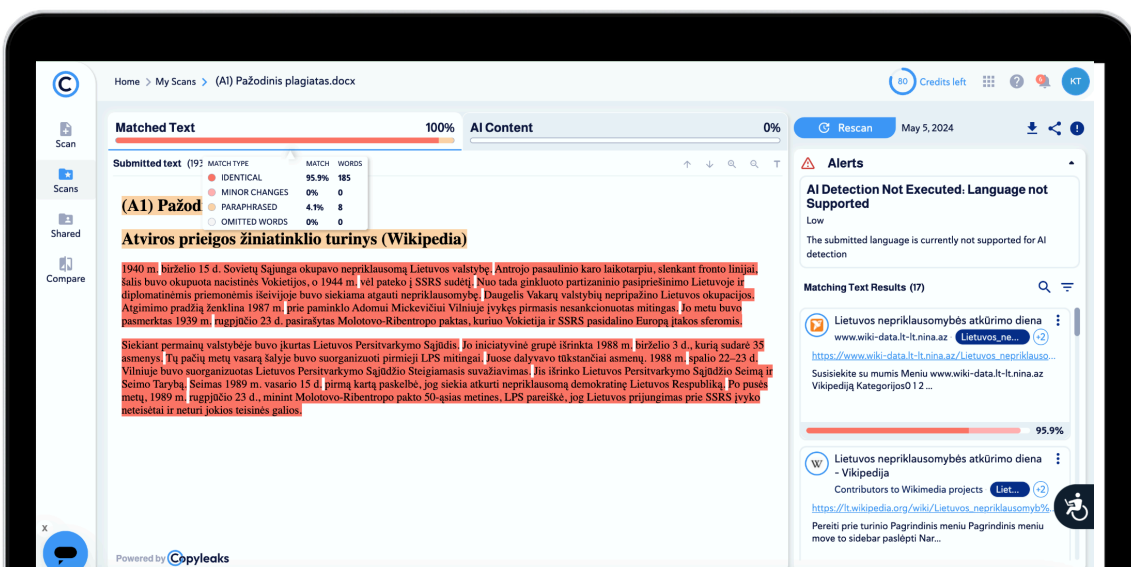 Home > My Scans > (A1) Pažodinis plagiatas.docx
80 Credits left
6
KT
Scan
Scans
Shared
Compare
x
Matched Text 100%
AI Content 0%
Submitted text (193
MATCH TYPE MATCH WORDS
IDENTICAL 95.9% 185
MINOR CHANGES 0% 0
PARAPHRASED 4.1% 8
OMITTED WORDS 0% 0
(A1) Pažod
Atviros prieigos žiniatinklio turinys (Wikipedia)
1940 m. birželio 15 d. Sovietų Sąjunga okupavo nepriklausomą Lietuvos valstybę. Antrojo pasaulinio karo laikotarpiu, slenkant fronto linijai,
šalis buvo okupuota nacistinės Vokietijos, o 1944 m. vėl pateko į SSRS sudėtį. Nuo tada ginkluoto partizaninio pasipriešinimo Lietuvoje ir
diplomatinėmis priemonėmis išeivijoje buvo siekiama atgauti nepriklausomybę. Daugelis Vakarų valstybių nepripažino Lietuvos okupacijos.
Atgimimo pradžią ženklina 1987 m. prie paminklo Adomui Mickevičiui Vilniuje įvykęs pirmasis nesankcionuotas mitingas. Jo metu buvo
pasmerktas 1939 m. rugpjūčio 23 d. pasirašytas Molotovo-Ribentropo paktas, kuriuo Vokietija ir SSRS pasidalino Europą įtakos sferomis.
Siekiant permainų valstybėje buvo įkurtas Lietuvos Persitvarkymo Sąjūdis. Jo iniciatyvinė grupė išrinkta 1988 m. birželio 3 d., kurią sudarė 35
asmenys. Tų pačių metų vasarą šalyje buvo suorganizuoti pirmieji LPS mitingai. Juose dalyvavo tūkstančiai asmenų. 1988 m. spalio 22–23 d.
Vilniuje buvo suorganizuotas Lietuvos Persitvarkymo Sąjūdžio Steigiamasis suvažiavimas. Jis išrinko Lietuvos Persitvarkymo Sąjūdžio Seimą ir
Seimo Tarybą. Seimas 1989 m. vasario 15 d. pirmą kartą paskelbė, jog siekia atkurti nepriklausomą demokratinę Lietuvos Respubliką. Po pusės
metų, 1989 m. rugpjūčio 23 d., minint Molotovo-Ribentropo pakto 50-ąsias metines, LPS pareiškė, jog Lietuvos prijungimas prie SSRS įvyko
neteisėtai ir neturi jokios teisinės galios.
Powered by Copyleaks
Rescan May 5, 2024
Alerts
AI Detection Not Executed: Language not
Supported
Low
The submitted language is currently not supported for AI
detection
Matching Text Results (17)
Lietuvos nepriklausomybės atkūrimo diena
www.wiki-data.lt-lt.nina.az · Lietuvos_ne... +2
https://www.wiki-data.lt-lt.nina.az/Lietuvos_nepriklauso...
Susisiekite su mumis Meniu www.wiki-data.lt-lt.nina.az
Vikipediją Kategorijos0 1 2 ...
95.9%
W
Lietuvos nepriklausomybės atkūrimo diena
– Vikipedija
Contributors to Wikimedia projects Liet... +2
https://lt.wikipedia.org/wiki/Lietuvos_nepriklausomyb%...
Pereiti prie turinio Pagrindinis meniu Pagrindinis meniu
move to sidebar paslėpti Nar...